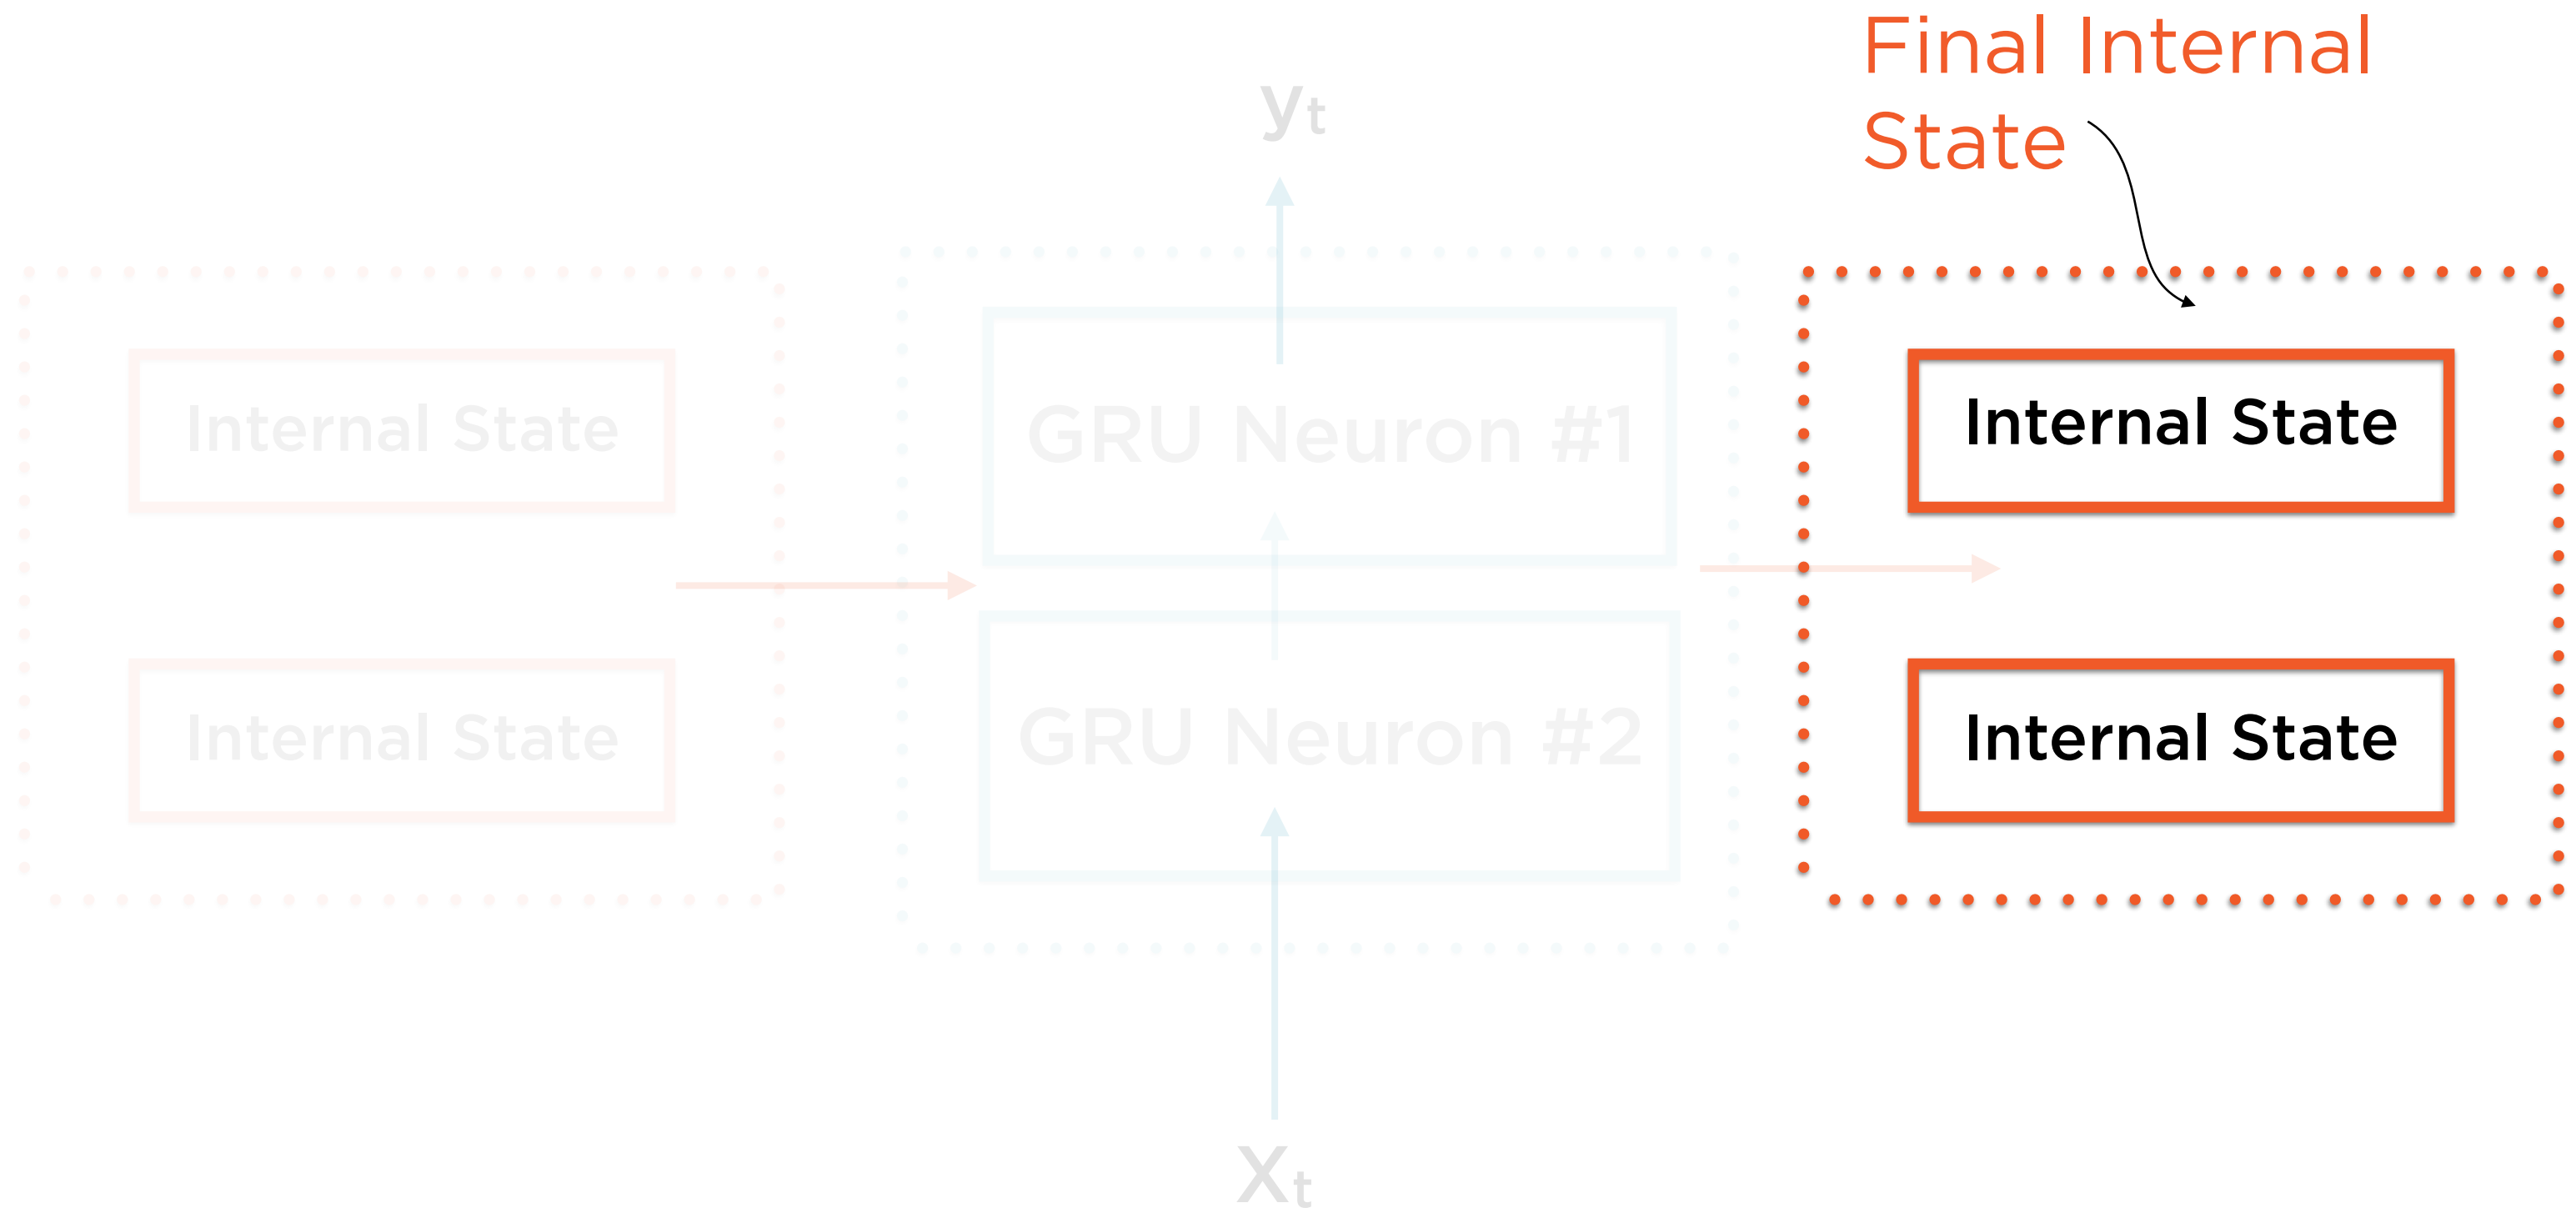 Final Internal
State
yt
Internal State
GRU Neuron #1
Internal State
Internal State
GRU Neuron #2
Internal State
Xt